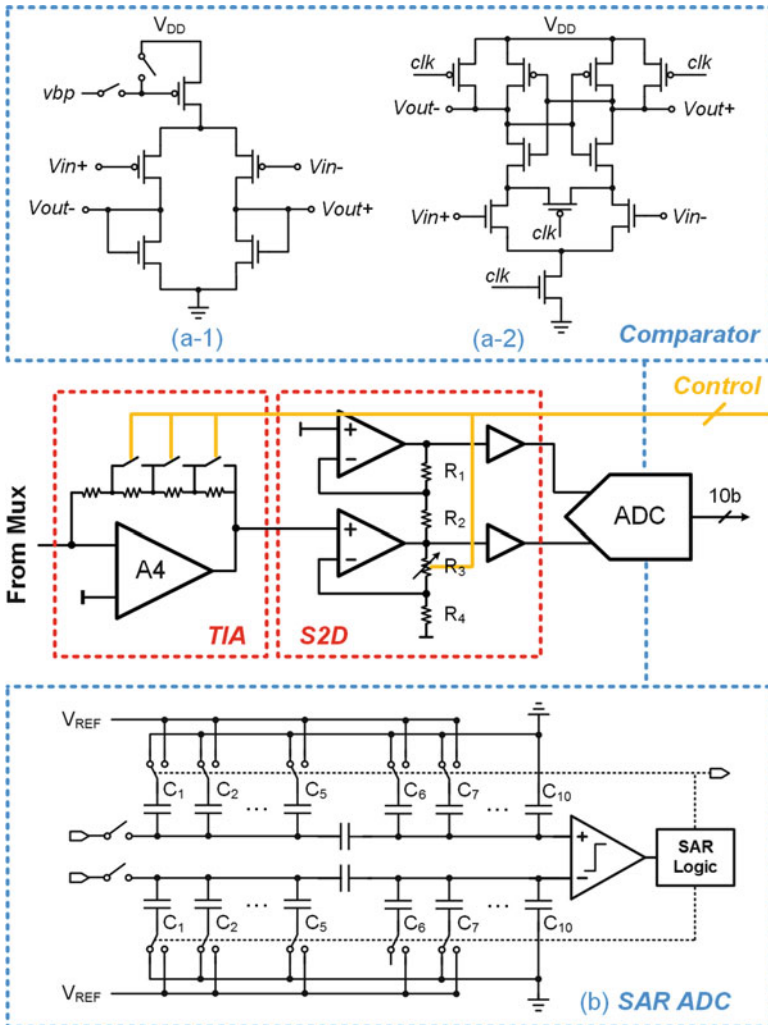 VDD
vbp
Vin+
Vin-
Vout-
Vout+
(a-1)
VDD
clk
clk
Vout-
Vout+
Vin+
clk
Vin-
clk
(a-2)
Comparator
Control
From Mux
A4
TIA
+
−
R1
R2
+
−
R3
R4
S2D
ADC
10b
VREF
C1
C2
...
C5
C6
C7
...
C10
+
−
SAR
Logic
C1
C2
...
C5
C6
C7
...
C10
VREF
(b) SAR ADC